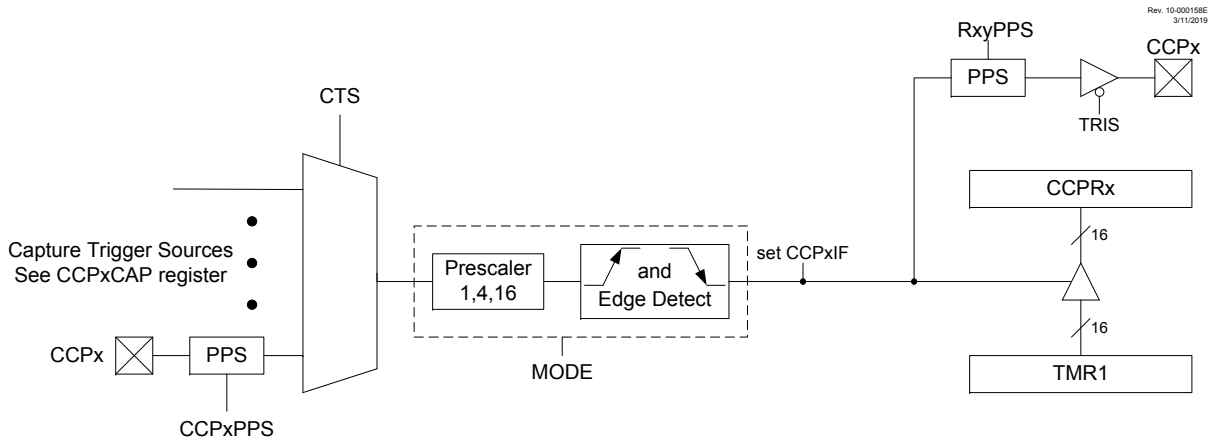 Rev. 10-000158E
3/11/2019
RxyPPS
CCPx
PPS
TRIS
CTS
CCPRx
16
Capture Trigger Sources
See CCPxCAP register
Prescaler
1,4,16
and
Edge Detect
set CCPxIF
16
CCPx
PPS
MODE
TMR1
CCPxPPS